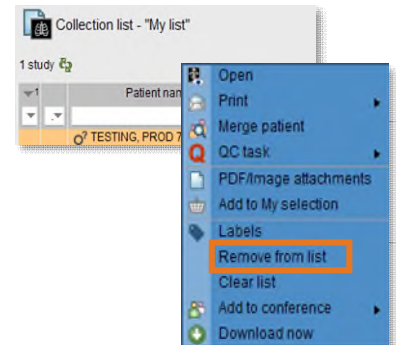 Collection list - "My list"
1 study
1 Patient nam
TESTING, PROD 7
Open
Print
Merge patient
QC task
PDF/Image attachments
Add to My selection
Labels
Remove from list
Clear list
Add to conference
Download now